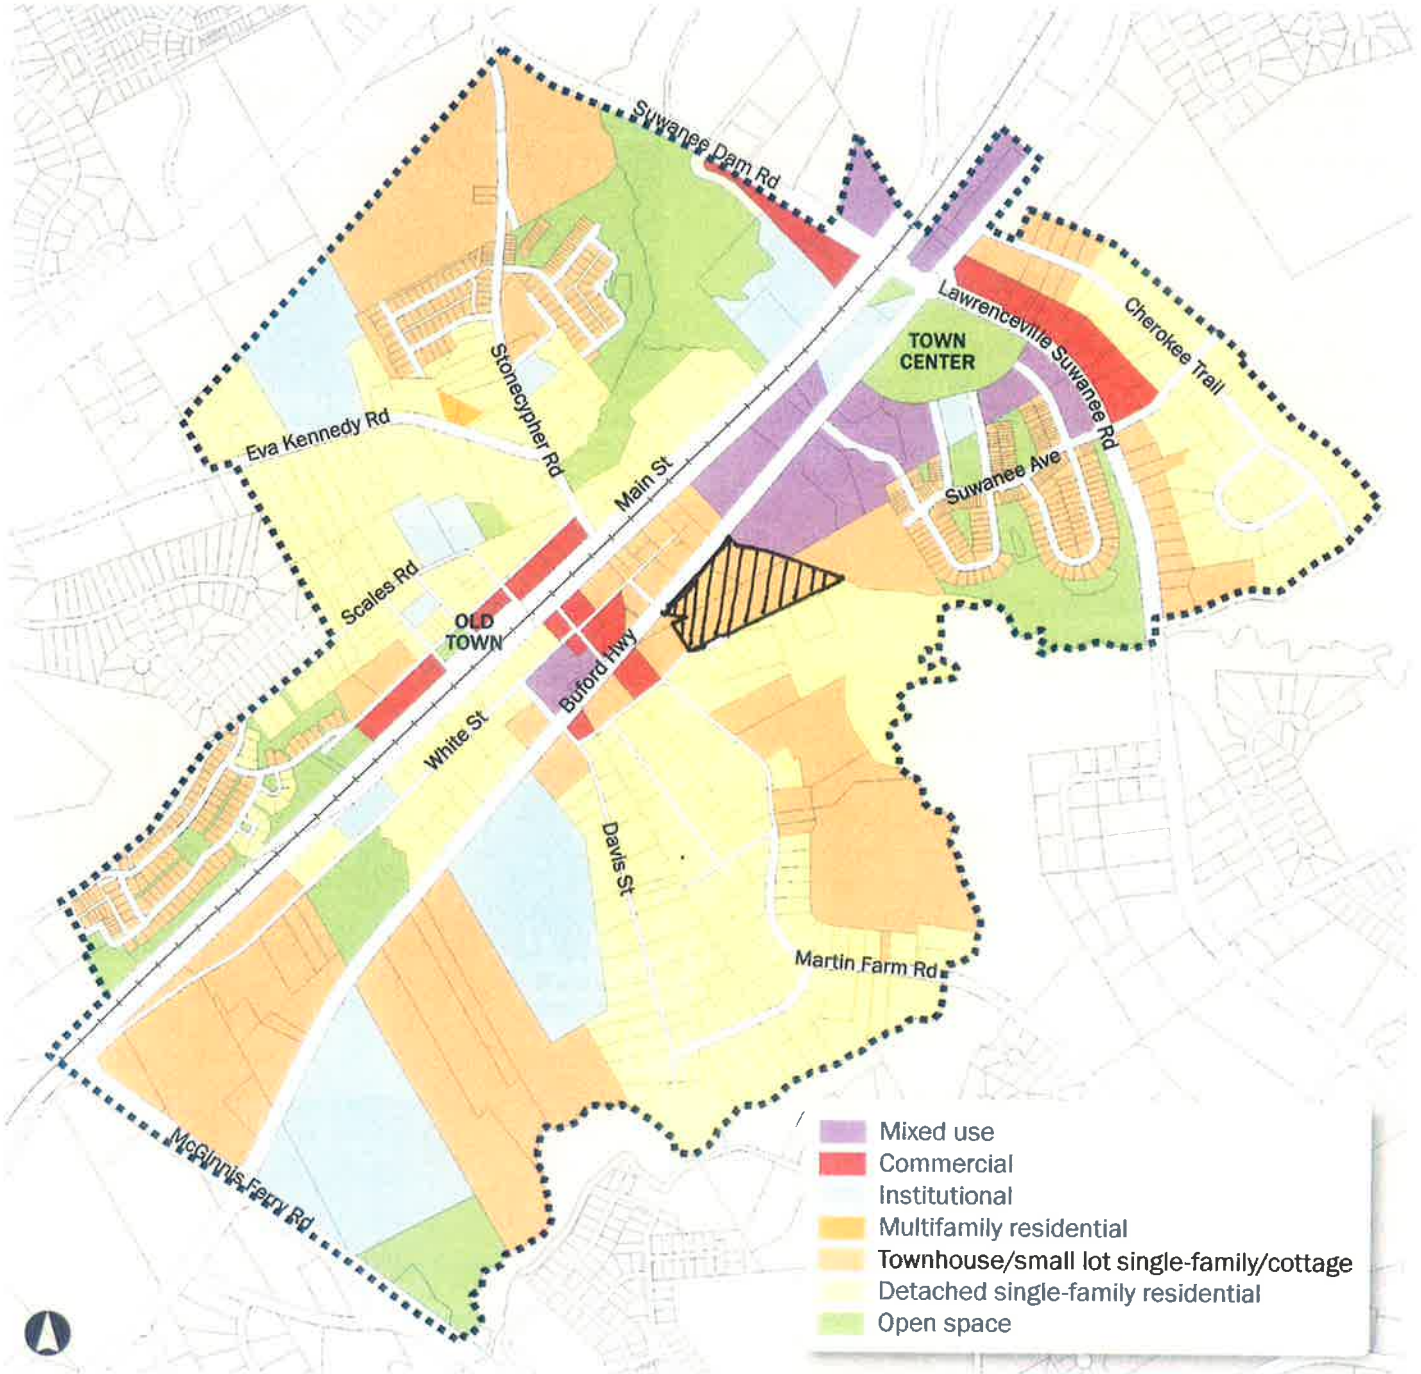 Suwanee Dam Rd
Lawrenceville Suwanee Rd
Cherokee Trail
TOWN
CENTER
Stonecypher Rd
Eva Kennedy Rd
Main St
Suwanee Ave
Scales Rd
OLD
TOWN
Buford Hwy
White St
Davis St
Martin Farm Rd
McGinnis Ferry Rd
Mixed use
Commercial
Institutional
Multifamily residential
Townhouse/small lot single-family/cottage
Detached single-family residential
Open space